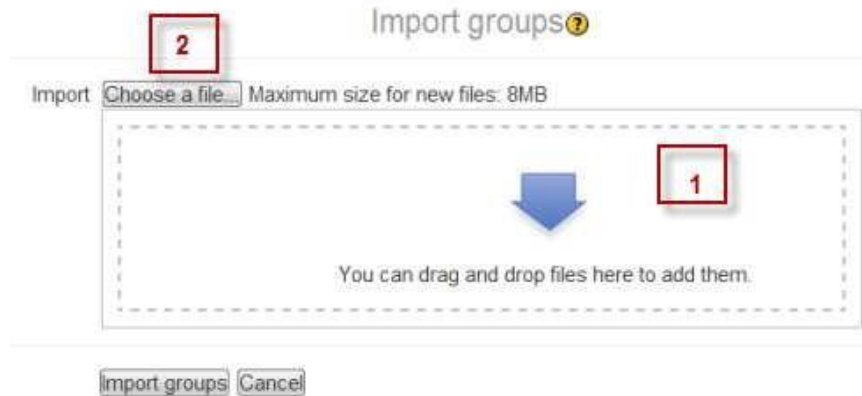 Import groups
2
Import Choose a file... Maximum size for new files: 8MB
1
You can drag and drop files here to add them.
Import groups Cancel